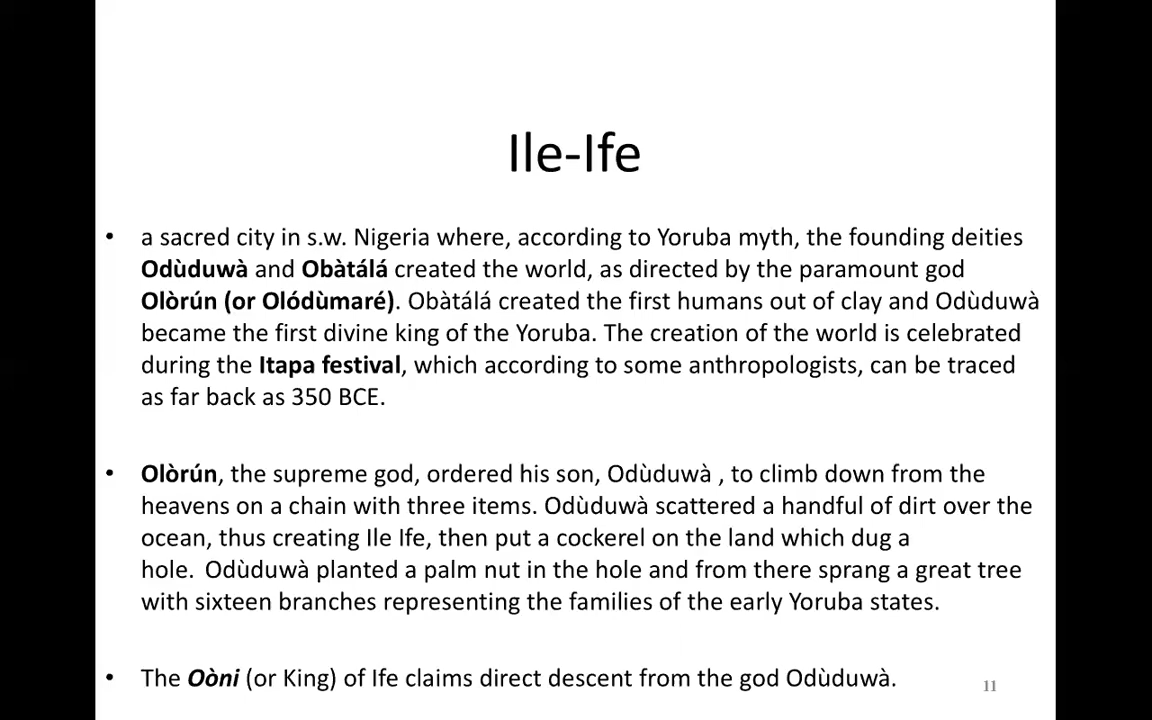 Ile-Ife
• a sacred city in s.w. Nigeria where, according to Yoruba myth, the founding deities
Odùduwà and Obàtálá created the world, as directed by the paramount god
Olòrún (or Olódùmaré). Obàtálá created the first humans out of clay and Odùduwà
became the first divine king of the Yoruba. The creation of the world is celebrated
during the Itapa festival, which according to some anthropologists, can be traced
as far back as 350 BCE.
• Olòrún, the supreme god, ordered his son, Odùduwà , to climb down from the
heavens on a chain with three items. Odùduwà scattered a handful of dirt over the
ocean, thus creating Ile Ife, then put a cockerel on the land which dug a
hole. Odùduwà planted a palm nut in the hole and from there sprang a great tree
with sixteen branches representing the families of the early Yoruba states.
• The Oòni (or King) of Ife claims direct descent from the god Odùduwà.
11